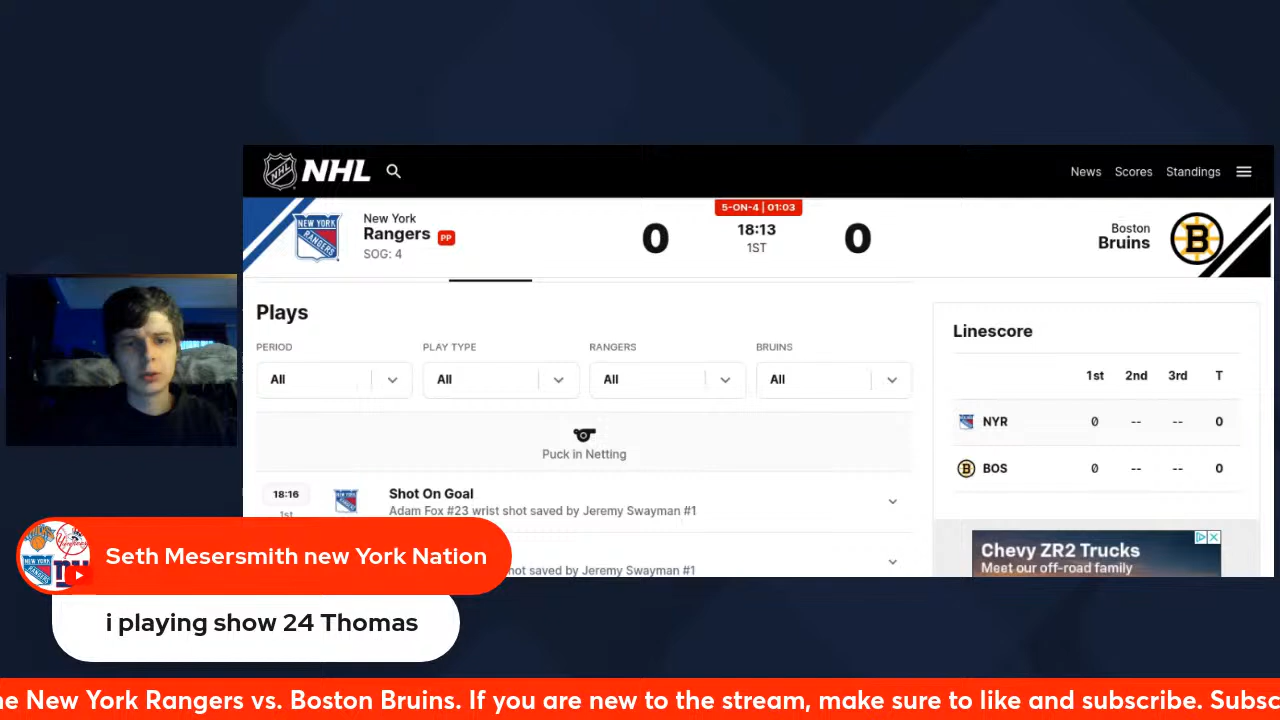 NHL
News Scores Standings
5-ON-4 | 01:03
NEW YORK
RANGERS
New York
Rangers PP
SOG: 4
0
18:13
1ST
0
Boston
Bruins
B
Plays
PERIOD PLAY TYPE RANGERS BRUINS
All All All All
Puck in Netting
18:16
1st
Shot On Goal
Adam Fox #23 wrist shot saved by Jeremy Swayman #1
hot saved by Jeremy Swayman #1
Linescore
1st 2nd 3rd T
NYR 0 -- -- 0
BOS 0 -- -- 0
Chevy ZR2 Trucks
Meet our off-road family
Seth Mesersmith new York Nation
i playing show 24 Thomas
he New York Rangers vs. Boston Bruins. If you are new to the stream, make sure to like and subscribe. Subsc